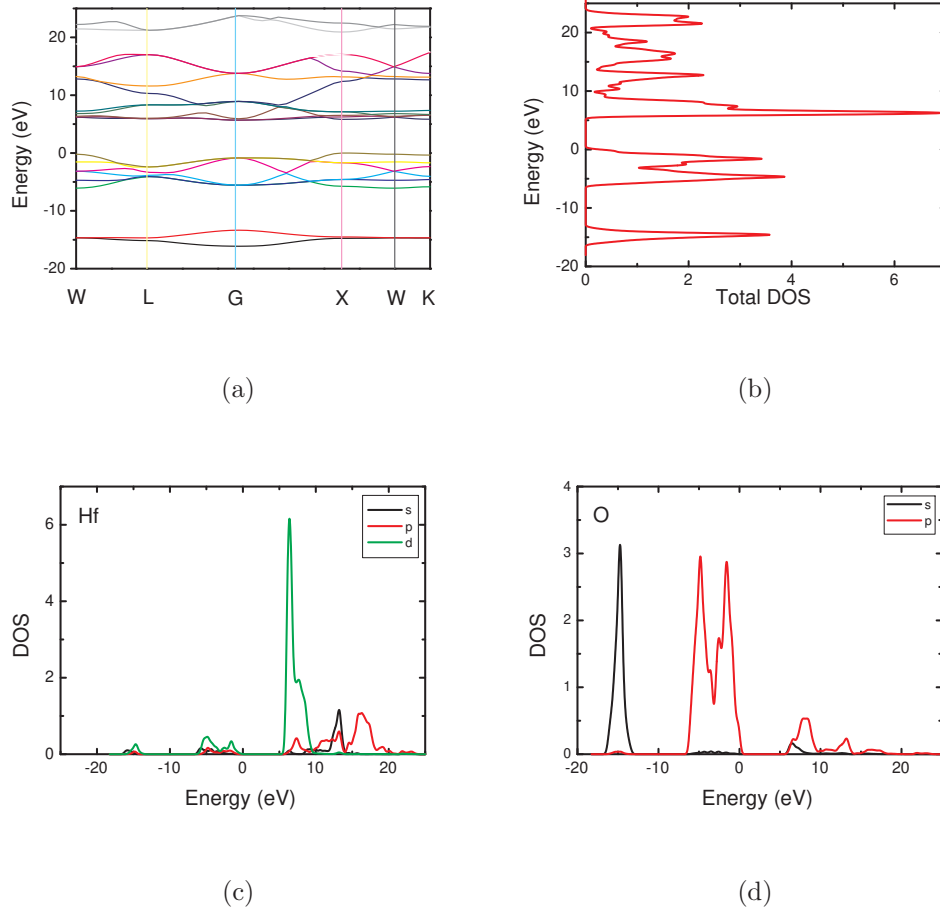 20
10
0
-10
-20
Energy (eV)
W L G X W K
(a)
20
10
0
-10
-20
Energy (eV)
0 2 4 6
Total DOS
(b)
Hf
s
p
d
6
4
2
0
DOS
-20 -10 0 10 20
Energy (eV)
(c)
O
s
p
4
3
2
1
0
DOS
-20 -10 0 10 20
Energy (eV)
(d)